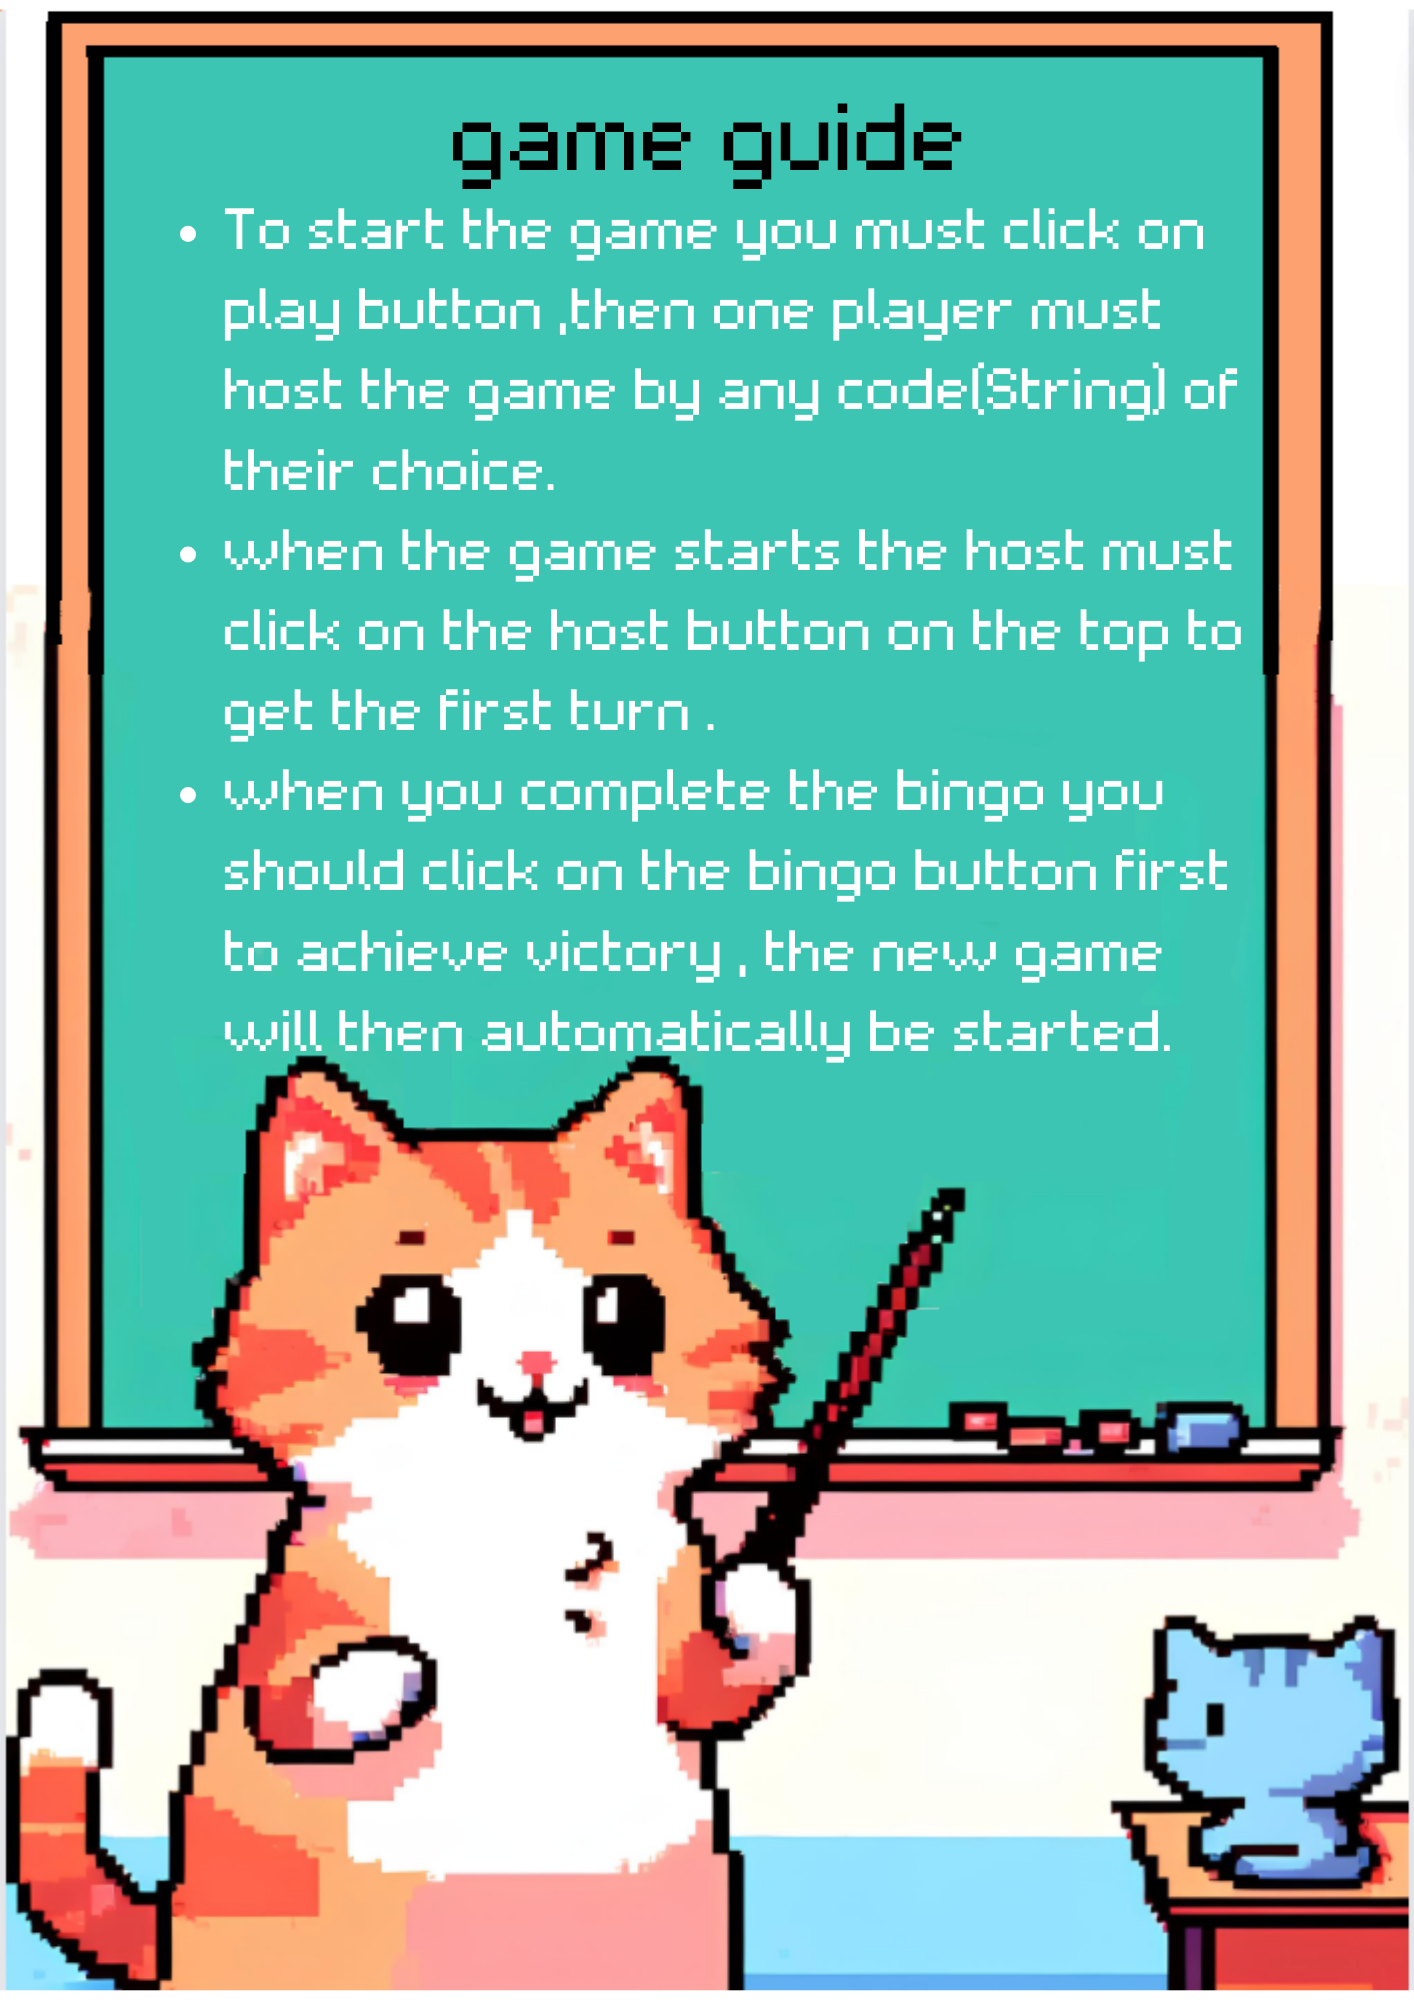 game guide
• To start the game you must click on
play button ,then one player must
host the game by any code(String) of
their choice.
• when the game starts the host must
click on the host button on the top to
get the first turn .
• when you complete the bingo you
should click on the bingo button first
to achieve victory , the new game
will then automatically be started.